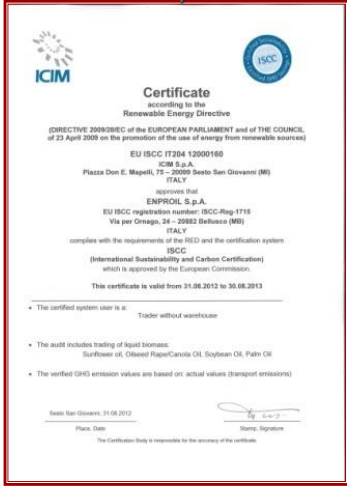 ICIM
ISCC
Certificate
according to the
Renewable Energy Directive
(DIRECTIVE 2009/28/EC of the EUROPEAN PARLIAMENT and of THE COUNCIL
of 23 April 2009 on the promotion of the use of energy from renewable sources)
EU ISCC IT204 12000160
ICIM S.p.A.
Piazza Don E. Mapelli, 75 – 20099 Sesto San Giovanni (MI)
ITALY
approves that
ENPROIL S.p.A.
EU ISCC registration number: ISCC-Reg-1715
Via per Ornago, 24 – 20882 Bellusco (MB)
ITALY
complies with the requirements of the RED and the certification system
ISCC
(International Sustainability and Carbon Certification)
which is approved by the European Commission
This certificate is valid from 31.08.2012 to 30.08.2013
• The certified system user is a:
Trader without warehouse
• The audit includes trading of liquid biomass:
Sunflower oil, Oilseed Rape/Canola Oil, Soybean Oil, Palm Oil
• The verified GHG emission values are based on: actual values (transport emissions)
Sesto San Giovanni, 31.08.2012
Place, Date
Stamp, Signature
The Certification Body is responsible for the accuracy of the certificate.